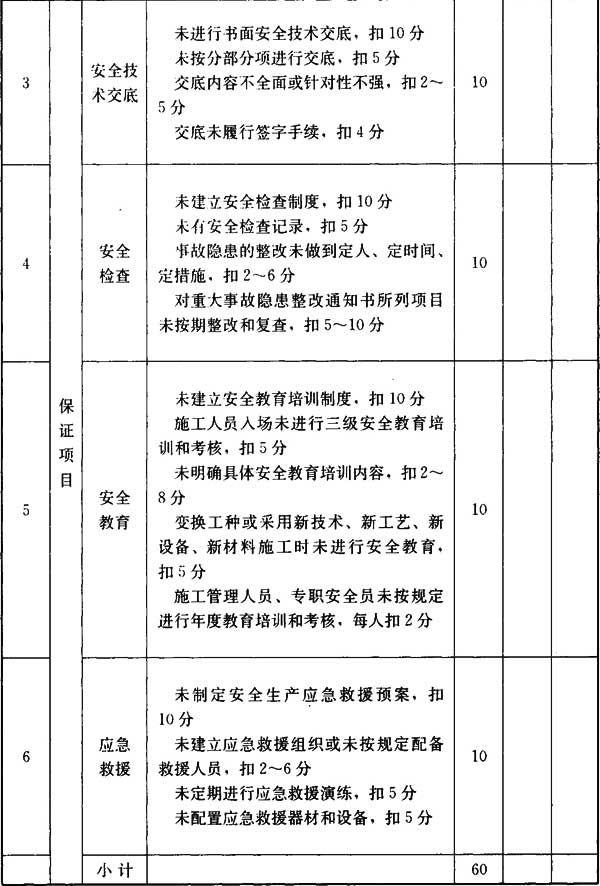 保
证
项
目
3
安全技
术交底
未进行书面安全技术交底，扣10分
未按分部分项进行交底，扣5分
交底内容不全面或针对性不强，扣2～
5分
交底未履行签字手续，扣4分
10
4
安全
检查
未建立安全检查制度，扣10分
未有安全检查记录，扣5分
事故隐患的整改未做到定人、定时间、
定措施，扣2～6分
对重大事故隐患整改通知书所列项目
未按期整改和复查，扣5～10分
10
5
安全
教育
未建立安全教育培训制度，扣10分
施工人员入场未进行三级安全教育培
训和考核，扣5分
未明确具体安全教育培训内容，扣2～
8分
变换工种或采用新技术、新工艺、新
设备、新材料施工时未进行安全教育，
扣5分
施工管理人员、专职安全员未按规定
进行年度教育培训和考核，每人扣2分
10
6
应急
救援
未制定安全生产应急救援预案，扣
10分
未建立应急救援组织或未按规定配备
救援人员，扣2～6分
未定期进行应急救援演练，扣5分
未配置应急救援器材和设备，扣5分
10
小计
60